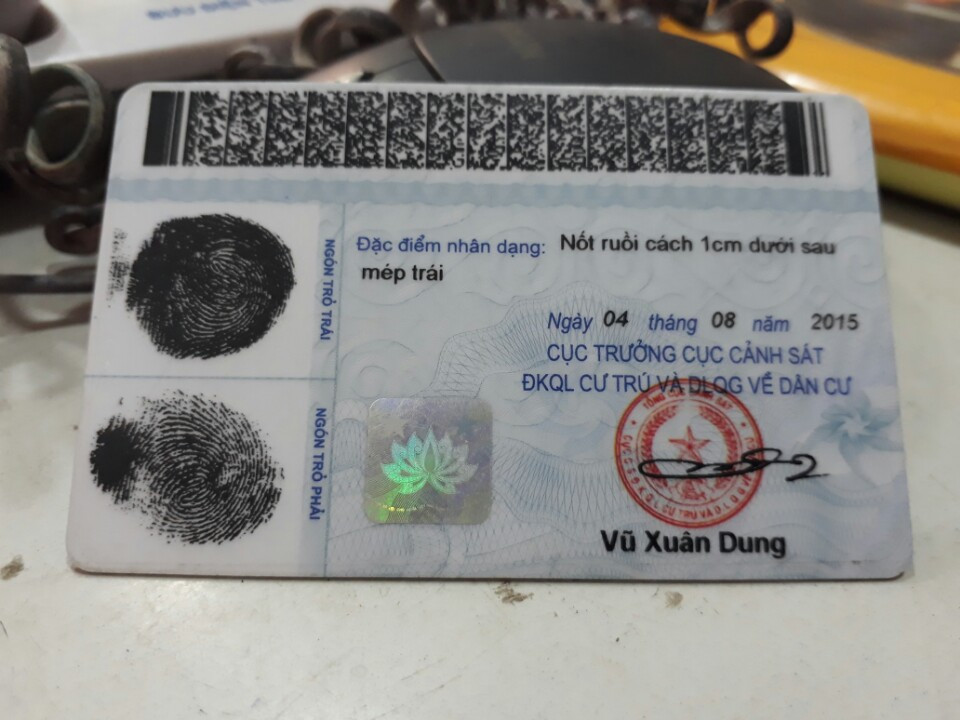 NGÓN TRỎ TRÁI
Đặc điểm nhân dạng: Nốt ruồi cách 1cm dưới sau
mép trái
Ngày 04 tháng 08 năm 2015
CỤC TRƯỞNG CỤC CẢNH SÁT
ĐKQL CƯ TRÚ VÀ DLQG VỀ DÂN CƯ
NGÓN TRỎ PHẢI
Vũ Xuân Dung